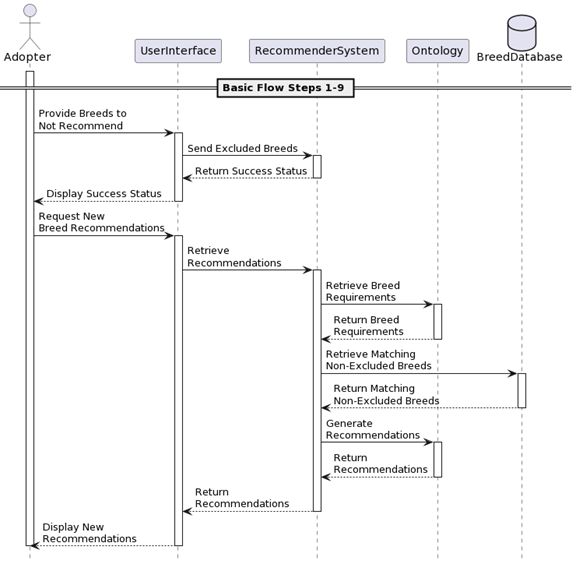 Adopter
UserInterface
RecommenderSystem
Ontology
BreedDatabase
Basic Flow Steps 1-9
Provide Breeds to
Not Recommend
Send Excluded Breeds
Return Success Status
Display Success Status
Request New
Breed Recommendations
Retrieve
Recommendations
Retrieve Breed
Requirements
Return Breed
Requirements
Retrieve Matching
Non-Excluded Breeds
Return Matching
Non-Excluded Breeds
Generate
Recommendations
Return
Recommendations
Return
Recommendations
Display New
Recommendations